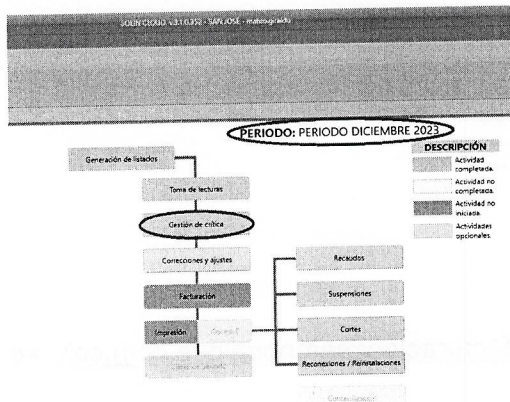 SOLIN CLOUD v.3.1.0.352 - SAN JOSE - mateo.giraldo
PERIODO: PERIODO DICIEMBRE 2023
Generación de listados
Toma de lecturas
Gestión de crítica
Correcciones y ajustes
Facturación
Impresión
Recaudos
Suspensiones
Cortes
Reconexiones / Reinstalaciones
DESCRIPCIÓN
Actividad
completada.
Actividad no
completada.
Actividad no
iniciada.
Actividades
opcionales.